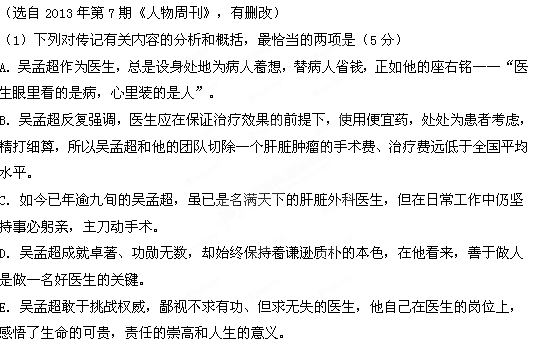 （选自 2013 年第 7 期《人物周刊》，有删改）
（1）下列对传记有关内容的分析和概括，最恰当的两项是（5 分）
A．吴孟超作为医生，总是设身处地为病人着想，替病人省钱，正如他的座右铭——“医
生眼里看的是病，心里装的是人”。
B．吴孟超反复强调，医生应在保证治疗效果的前提下，使用便宜药，处处为患者考虑，
精打细算，所以吴孟超和他的团队切除一个肝脏肿瘤的手术费、治疗费远低于全国平均
水平。
C．如今已年逾九旬的吴孟超，虽已是名满天下的肝脏外科医生，但在日常工作中仍坚
持事必躬亲，主刀动手术。
D．吴孟超成就卓著、功勋无数，却始终保持着谦逊质朴的本色，在他看来，善于做人
是做一名好医生的关键。
E．吴孟超敢于挑战权威，鄙视不求有功、但求无失的医生，他自己在医生的岗位上，
感悟了生命的可贵，责任的崇高和人生的意义。